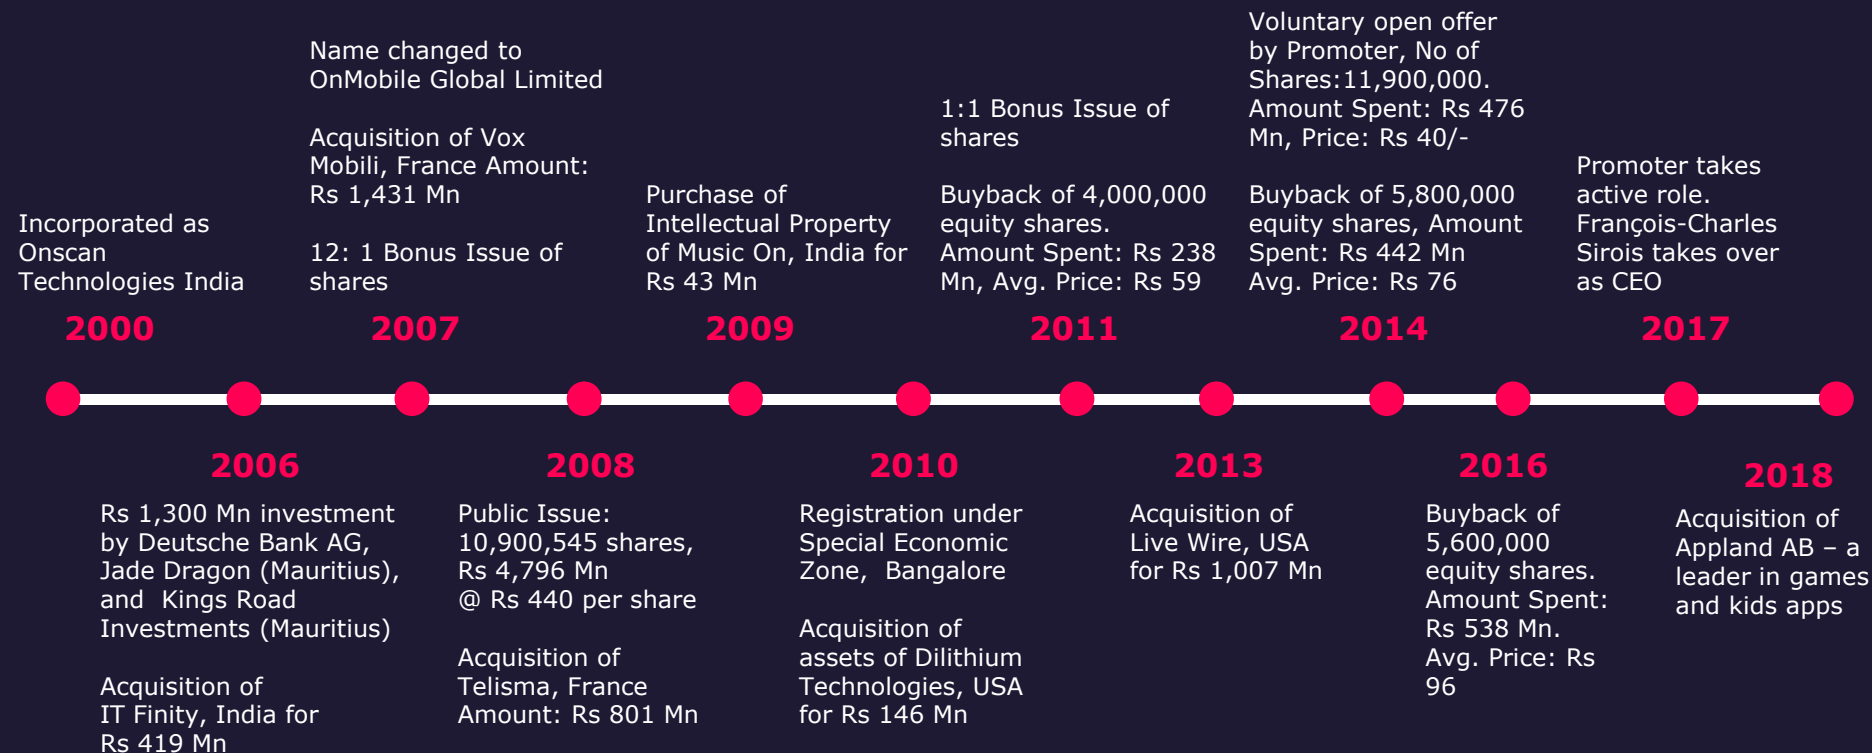 Incorporated as
Onscan
Technologies India
2000
Rs 1,300 Mn investment
by Deutsche Bank AG,
Jade Dragon (Mauritius),
and  Kings Road
Investments (Mauritius)
Acquisition of
IT Finity, India for
Rs 419 Mn
2006
Name changed to
OnMobile Global Limited
Acquisition of Vox
Mobili, France Amount:
Rs 1,431 Mn
12: 1 Bonus Issue of
shares
2007
2008
Public Issue:
10,900,545 shares,
Rs 4,796 Mn
@ Rs 440 per share
Acquisition of
Telisma, France
Amount: Rs 801 Mn
Purchase of
Intellectual Property
of Music On, India for
Rs 43 Mn
2009
2010
Registration under
Special Economic
Zone,  Bangalore
Acquisition of
assets of Dilithium
Technologies, USA
for Rs 146 Mn
1:1 Bonus Issue of
shares
Buyback of 4,000,000
equity shares.
Amount Spent: Rs 238
Mn, Avg. Price: Rs 59
2011
2013
Acquisition of
Live Wire, USA
for Rs 1,007 Mn
Voluntary open offer
by Promoter, No of
Shares:11,900,000.
Amount Spent: Rs 476
Mn, Price: Rs 40/-
Buyback of 5,800,000
equity shares, Amount
Spent: Rs 442 Mn
Avg. Price: Rs 76
2014
2016
Buyback of
5,600,000
equity shares.
Amount Spent:
Rs 538 Mn.
Avg. Price: Rs
96
Promoter takes
active role.
François-Charles
Sirois takes over
as CEO
2017
2018
Acquisition of
Appland AB – a
leader in games
and kids apps